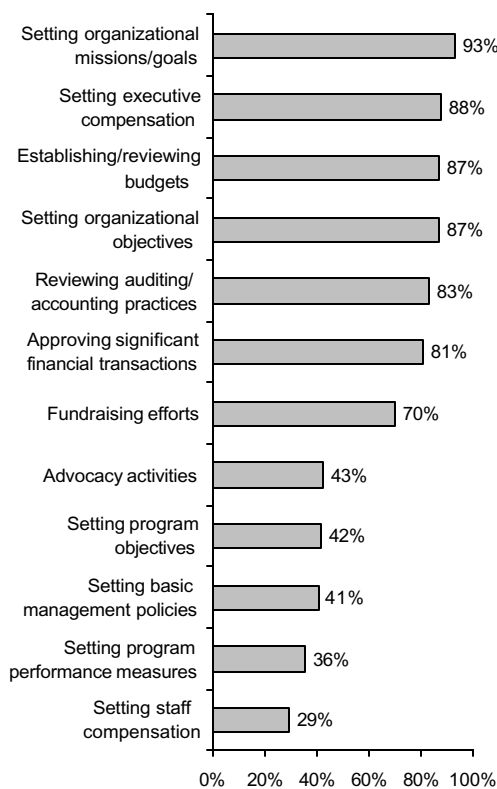 Setting organizational
missions/goals
93%
Setting executive
compensation
88%
Establishing/reviewing
budgets
87%
Setting organizational
objectives
87%
Reviewing auditing/
accounting practices
83%
Approving significant
financial transactions
81%
Fundraising efforts
70%
Advocacy activities
43%
Setting program
objectives
42%
Setting basic
management policies
41%
Setting program
performance measures
36%
Setting staff
compensation
29%
0% 20% 40% 60% 80% 100%